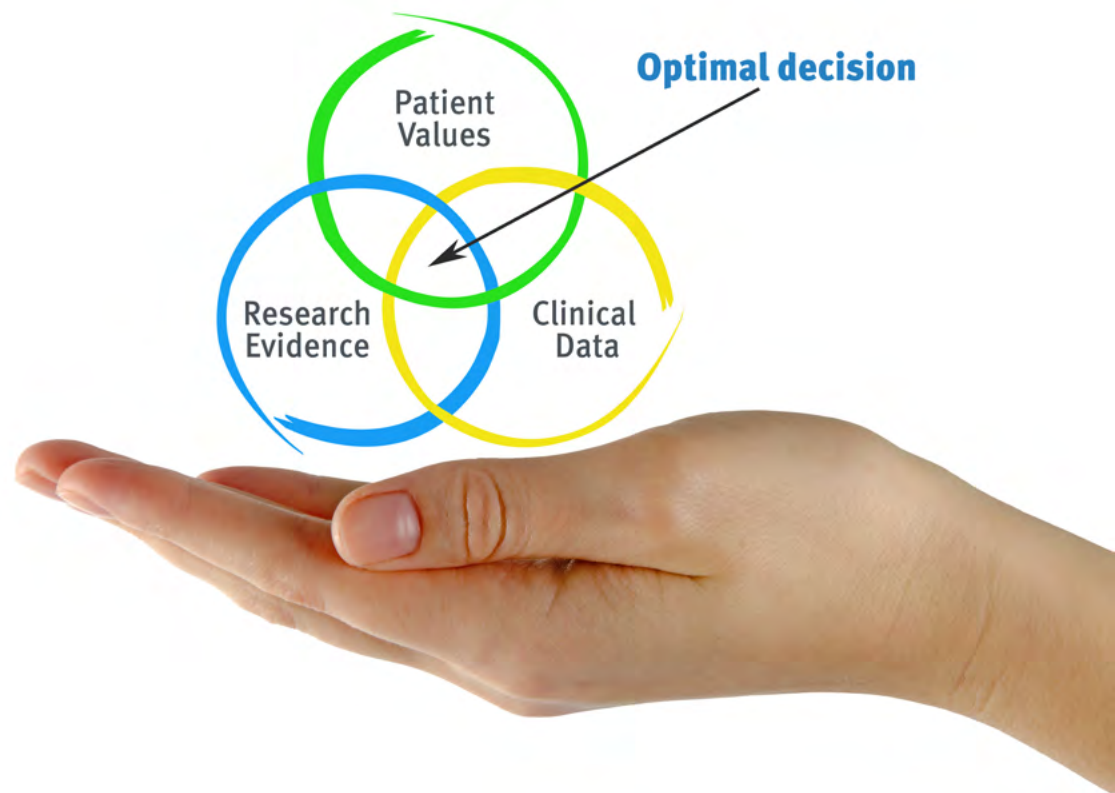 Optimal decision
Patient
Values
Research
Evidence
Clinical
Data